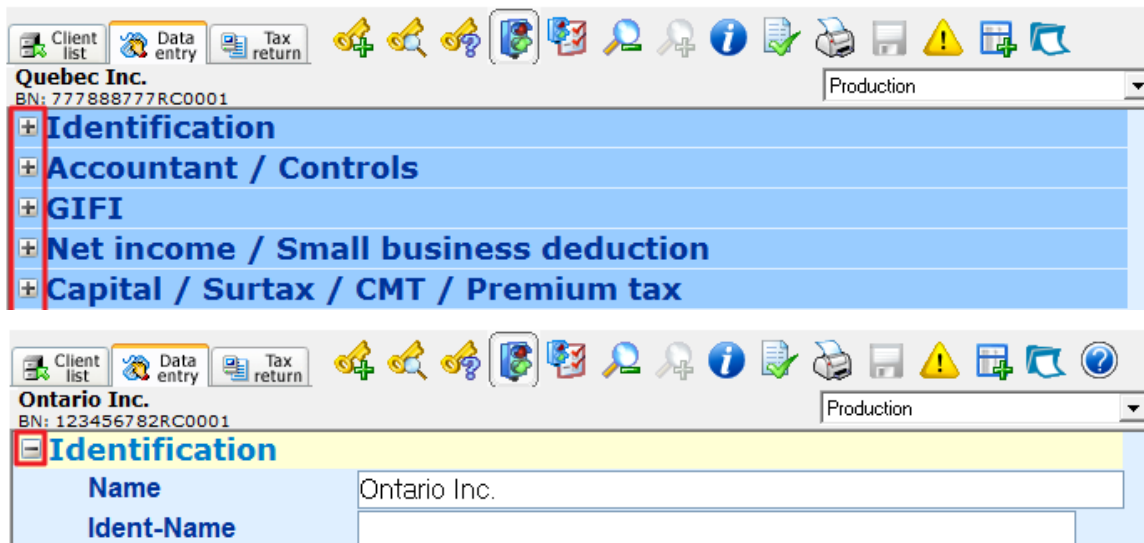 Client list Data entry Tax return
Quebec Inc.
BN: 777888777RC0001
Production
Identification
Accountant / Controls
GIFI
Net income / Small business deduction
Capital / Surtax / CMT / Premium tax
Client list Data entry Tax return
Ontario Inc.
BN: 123456782RC0001
Production
Identification
Name Ontario Inc.
Ident-Name